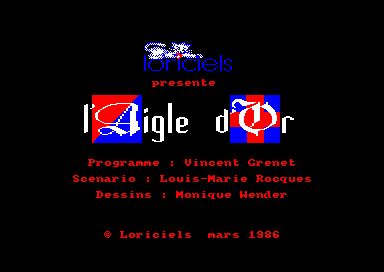 loriciels
presente
l'Aigle d'Or
Programme : Vincent Grenet
Scenario : Louis-Marie Rocques
Dessins : Monique Wender
© Loriciels mars 1986